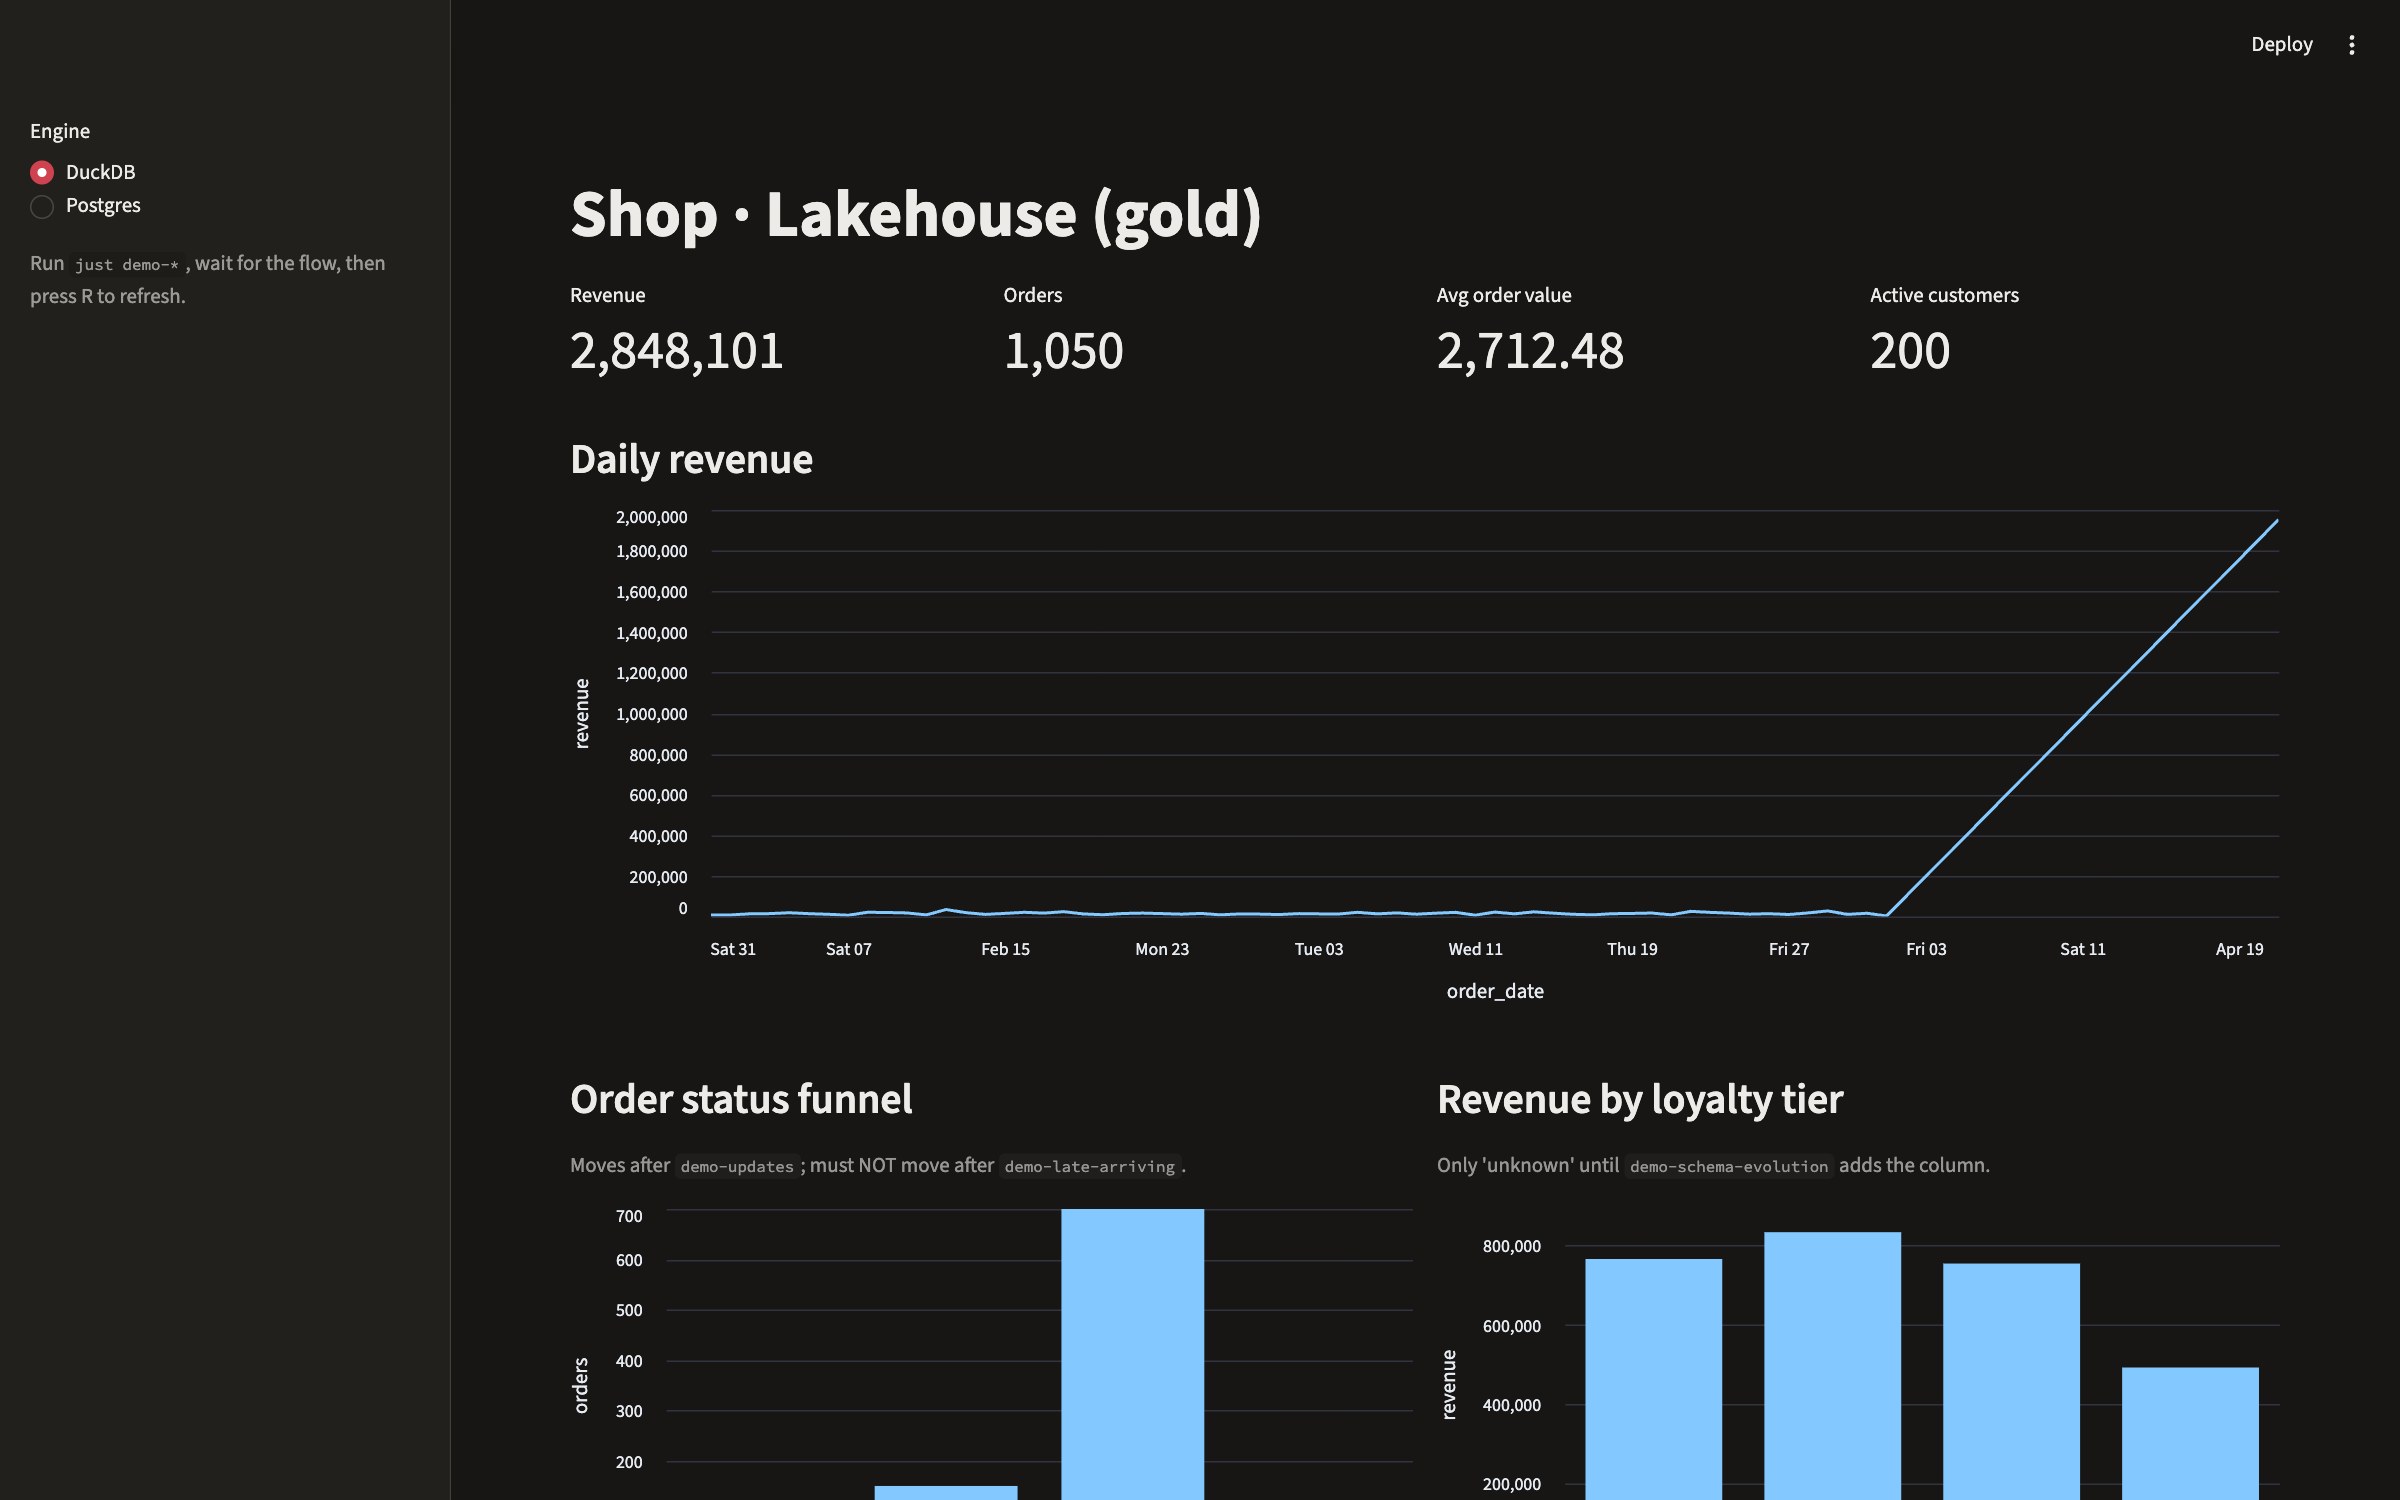 Deploy
Engine
DuckDB
Postgres
Run just demo-*, wait for the flow, then
press R to refresh.
Shop · Lakehouse (gold)
Revenue
2,848,101
Orders
1,050
Avg order value
2,712.48
Active customers
200
Daily revenue
2,000,000
1,800,000
1,600,000
1,400,000
1,200,000
1,000,000
800,000
600,000
400,000
200,000
0
revenue
Sat 31 Sat 07 Feb 15 Mon 23 Tue 03 Wed 11 Thu 19 Fri 27 Fri 03 Sat 11 Apr 19
order_date
Order status funnel
Moves after demo-updates; must NOT move after demo-late-arriving.
700
600
500
400
300
200
orders
Revenue by loyalty tier
Only 'unknown' until demo-schema-evolution adds the column.
800,000
600,000
400,000
200,000
revenue